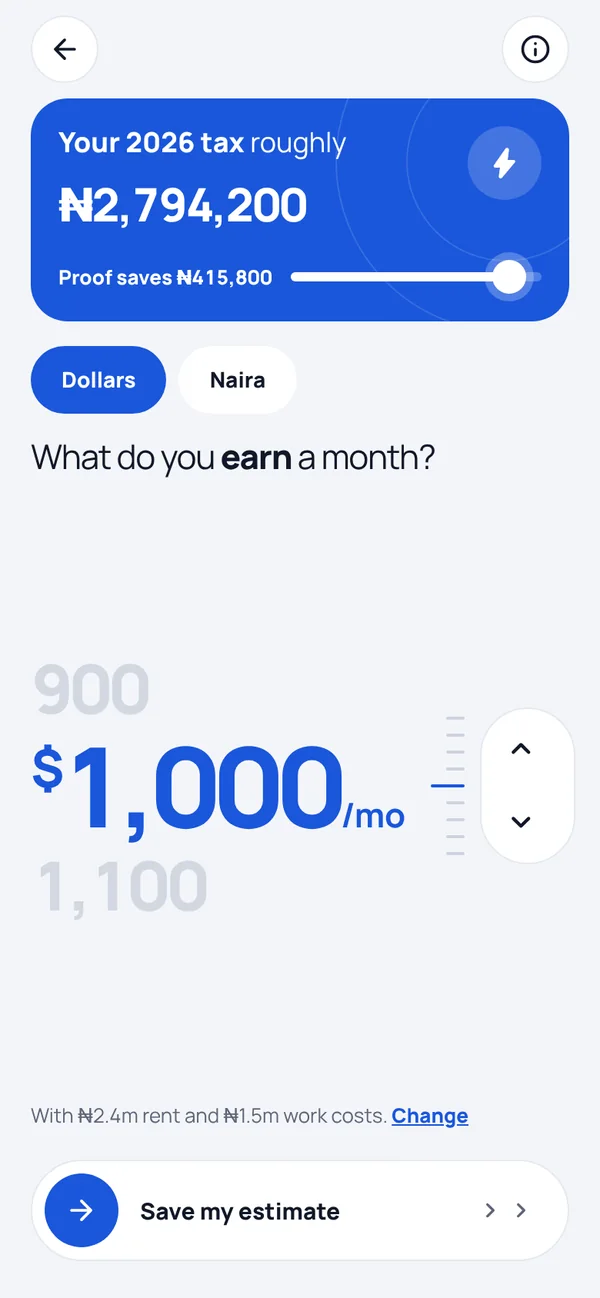 Your 2026 tax roughly
₦2,794,200
Proof saves ₦415,800
Dollars
Naira
What do you earn a month?
900
$1,000/mo
1,100
With ₦2.4m rent and ₦1.5m work costs. Change
Save my estimate